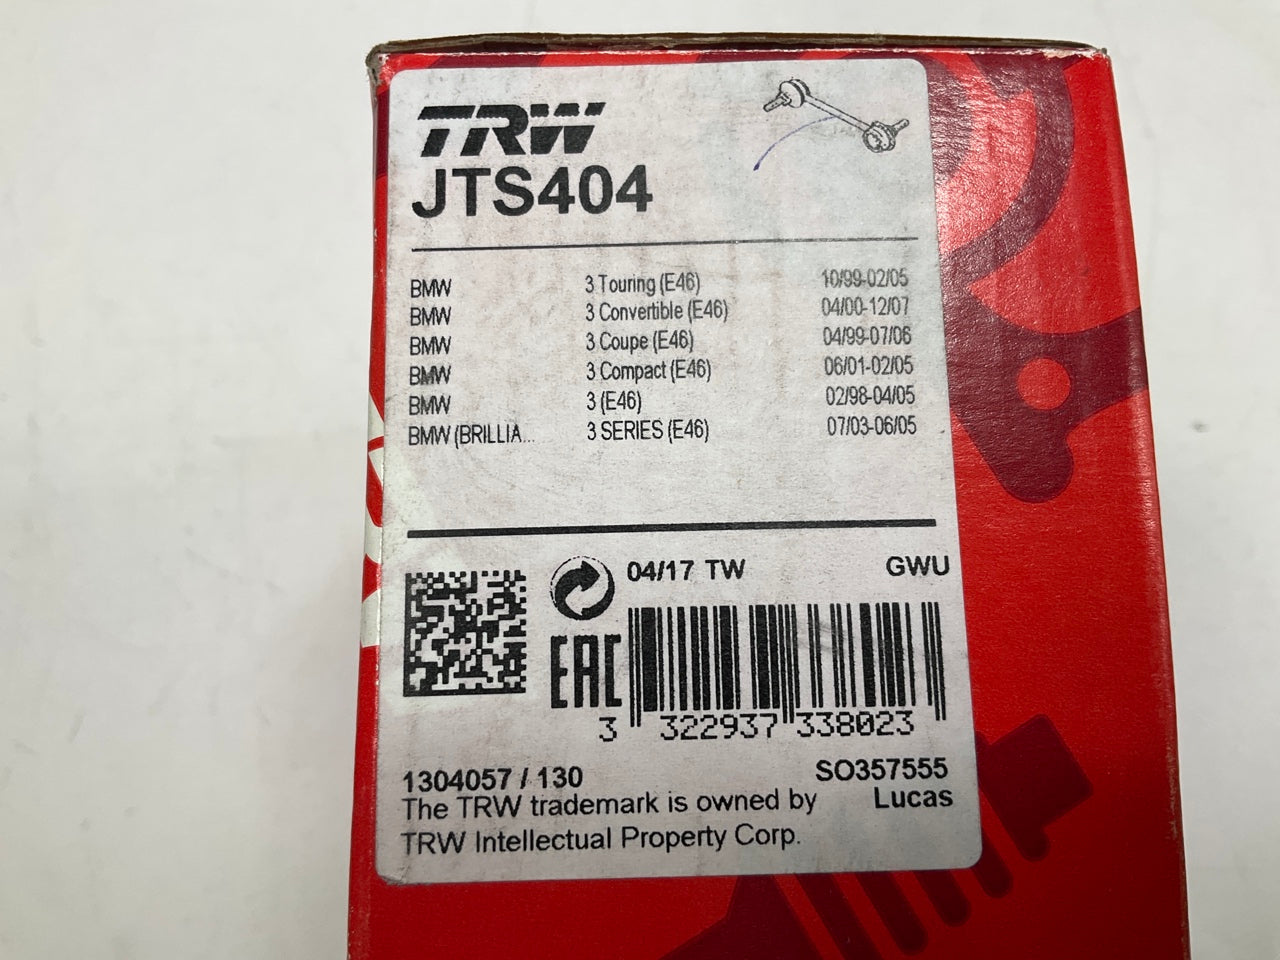 TRW
JTS404
BMW 3 Touring (E46) 10/99-02/05
BMW 3 Convertible (E46) 04/00-12/07
BMW 3 Coupe (E46) 04/99-07/06
BMW 3 Compact (E46) 06/01-02/05
BMW 3 (E46) 02/98-04/05
BMW (BRILLIA... 3 SERIES (E46) 07/03-06/05
04/17 TW GWU
EAC
3 322937 338023
1304057 / 130 SO357555
The TRW trademark is owned by Lucas
TRW Intellectual Property Corp.